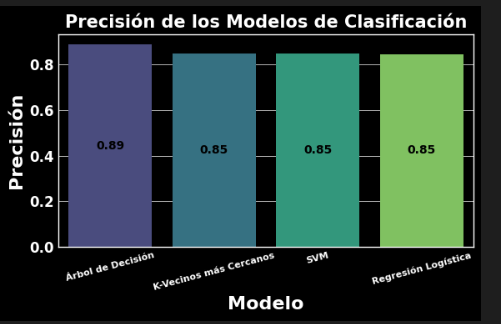 Precisión de los Modelos de Clasificación
Precisión
0.8
0.6
0.4
0.2
0.0
0.89
0.85
0.85
0.85
Árbol de Decisión
K-Vecinos más Cercanos
SVM
Regresión Logística
Modelo